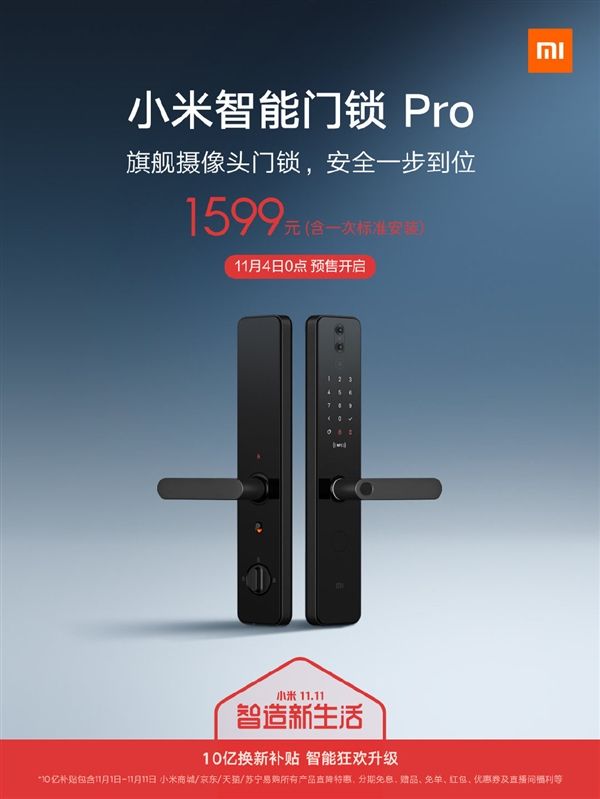 小米智能门锁 Pro
旗舰摄像头门锁，安全一步到位
1599元 (含一次标准安装)
11月4日0点 预售开启
1 2 3
4 5 6
7 8 9
< 0 ✓
NFC
小米 11.11
智造新生活
10亿换新补贴 智能狂欢升级
*10亿补贴包含11月1日-11月11日 小米商城/京东/天猫/苏宁易购所有产品直降特惠、分期免息、赠品、免单、红包、优惠券及直播间福利等